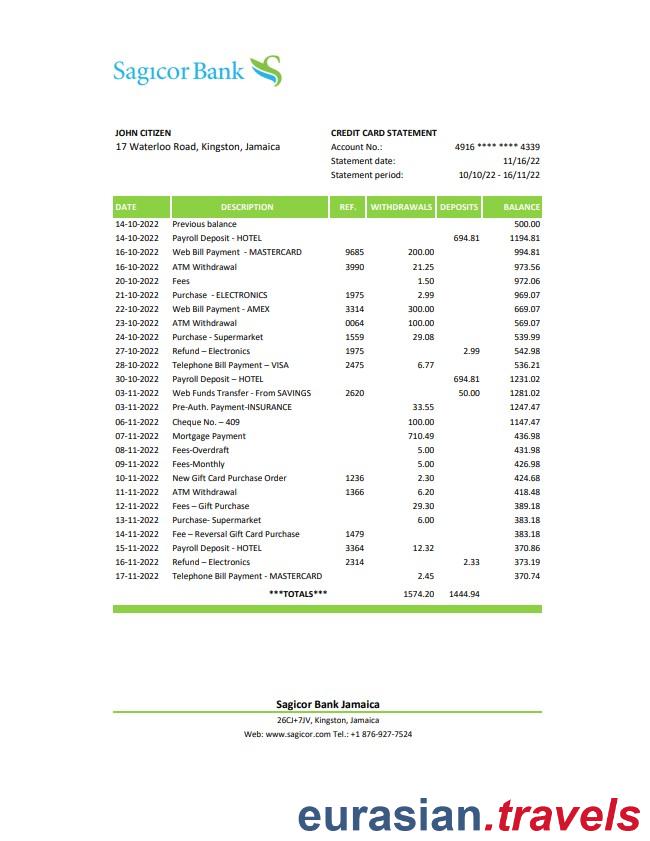 Sagicor Bank
JOHN CITIZEN
17 Waterloo Road, Kingston, Jamaica
CREDIT CARD STATEMENT
Account No.: 4916 **** **** 4339
Statement date: 11/16/22
Statement period: 10/10/22 - 16/11/22
DATE DESCRIPTION REF. WITHDRAWALS DEPOSITS BALANCE
14-10-2022 Previous balance 500.00
14-10-2022 Payroll Deposit - HOTEL 694.81 1194.81
16-10-2022 Web Bill Payment - MASTERCARD 9685 200.00 994.81
16-10-2022 ATM Withdrawal 3990 21.25 973.56
20-10-2022 Fees 1.50 972.06
21-10-2022 Purchase - ELECTRONICS 1975 2.99 969.07
22-10-2022 Web Bill Payment - AMEX 3314 300.00 669.07
23-10-2022 ATM Withdrawal 0064 100.00 569.07
24-10-2022 Purchase - Supermarket 1559 29.08 539.99
27-10-2022 Refund – Electronics 1975 2.99 542.98
28-10-2022 Telephone Bill Payment – VISA 2475 6.77 536.21
30-10-2022 Payroll Deposit – HOTEL 694.81 1231.02
03-11-2022 Web Funds Transfer - From SAVINGS 2620 50.00 1281.02
03-11-2022 Pre-Auth. Payment-INSURANCE 33.55 1247.47
06-11-2022 Cheque No. – 409 100.00 1147.47
07-11-2022 Mortgage Payment 710.49 436.98
08-11-2022 Fees-Overdraft 5.00 431.98
09-11-2022 Fees-Monthly 5.00 426.98
10-11-2022 New Gift Card Purchase Order 1236 2.30 424.68
11-11-2022 ATM Withdrawal 1366 6.20 418.48
12-11-2022 Fees – Gift Purchase 29.30 389.18
13-11-2022 Purchase- Supermarket 6.00 383.18
14-11-2022 Fee – Reversal Gift Card Purchase 1479 383.18
15-11-2022 Payroll Deposit - HOTEL 3364 12.32 370.86
16-11-2022 Refund – Electronics 2314 2.33 373.19
17-11-2022 Telephone Bill Payment - MASTERCARD 2.45 370.74
***TOTALS*** 1574.20 1444.94
Sagicor Bank Jamaica
26CJ+7JV, Kingston, Jamaica
Web: www.sagicor.com Tel.: +1 876-927-7524
eurasian.travels